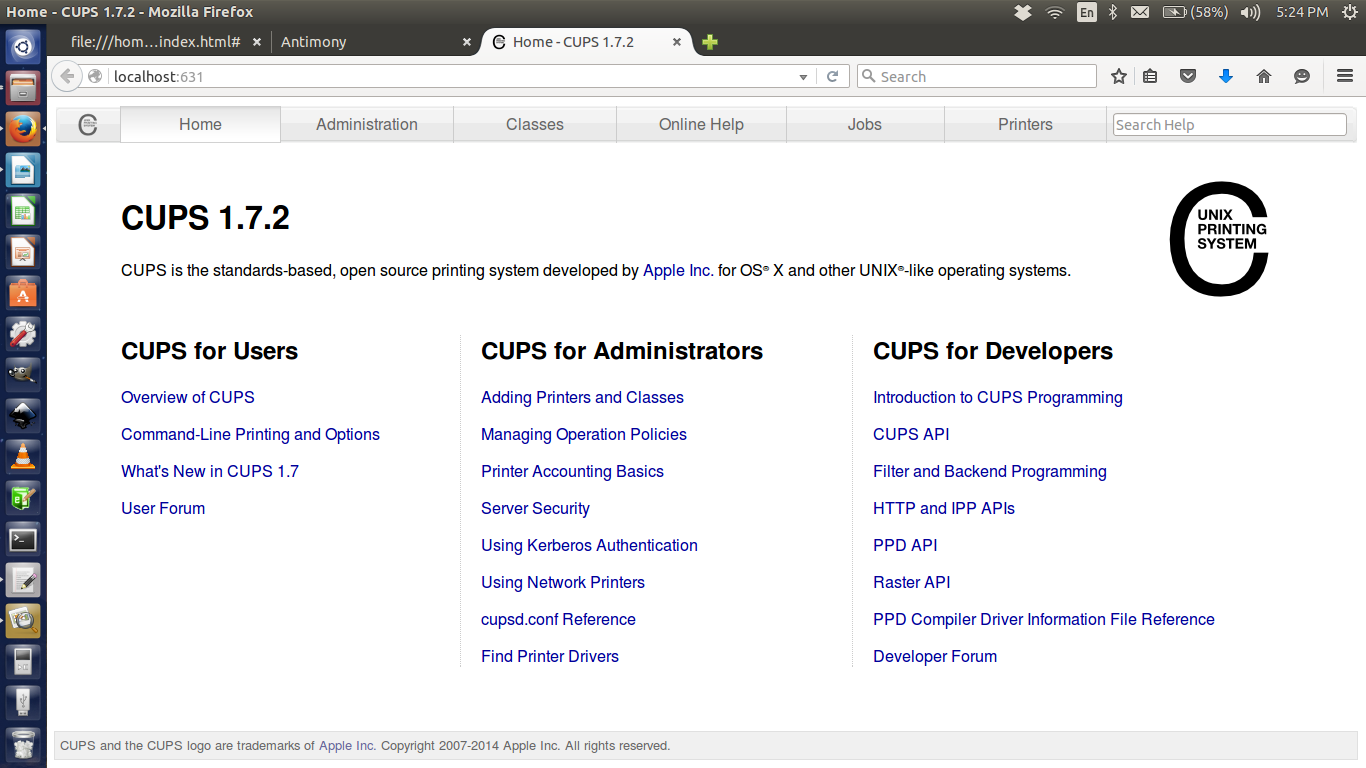 Home - CUPS 1.7.2 - Mozilla Firefox
En
(58%)
5:24 PM
file:///hom...index.html#
Antimony
Home - CUPS 1.7.2
localhost:631
Search
Home
Administration
Classes
Online Help
Jobs
Printers
Search Help
CUPS 1.7.2
UNIX
PRINTING
SYSTEM
CUPS is the standards-based, open source printing system developed by Apple Inc. for OS® X and other UNIX®-like operating systems.
CUPS for Users
Overview of CUPS
Command-Line Printing and Options
What's New in CUPS 1.7
User Forum
CUPS for Administrators
Adding Printers and Classes
Managing Operation Policies
Printer Accounting Basics
Server Security
Using Kerberos Authentication
Using Network Printers
cupsd.conf Reference
Find Printer Drivers
CUPS for Developers
Introduction to CUPS Programming
CUPS API
Filter and Backend Programming
HTTP and IPP APIs
PPD API
Raster API
PPD Compiler Driver Information File Reference
Developer Forum
CUPS and the CUPS logo are trademarks of Apple Inc. Copyright 2007-2014 Apple Inc. All rights reserved.